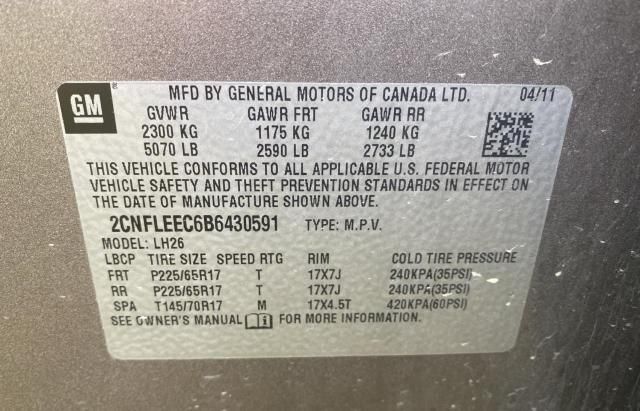 GM ® MFD BY GENERAL MOTORS OF CANADA LTD. 04/11
GVWR GAWR FRT GAWR RR
2300 KG 1175 KG 1240 KG
5070 LB 2590 LB 2733 LB
THIS VEHICLE CONFORMS TO ALL APPLICABLE U.S. FEDERAL MOTOR
VEHICLE SAFETY AND THEFT PREVENTION STANDARDS IN EFFECT ON
THE DATE OF MANUFACTURE SHOWN ABOVE.
2CNFLEEC6B6430591 TYPE: M.P.V.
MODEL: LH26
LBCP TIRE SIZE SPEED RTG RIM COLD TIRE PRESSURE
FRT P225/65R17 T 17X7J 240KPA(35PSI)
RR P225/65R17 T 17X7J 240KPA(35PSI)
SPA T145/70R17 M 17X4.5T 420KPA(60PSI)
SEE OWNER'S MANUAL FOR MORE INFORMATION.